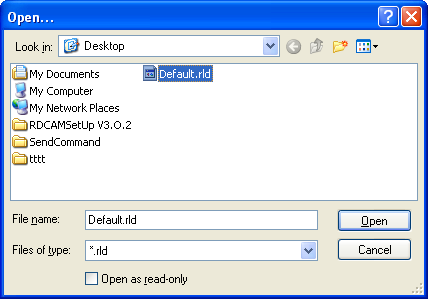 Open...
Look in: Desktop
My Documents Default.rld
My Computer
My Network Places
RDCAMSetUp V3.0.2
SendCommand
tttt
File name: Default.rld Open
Files of type: *.rld Cancel
Open as read-only